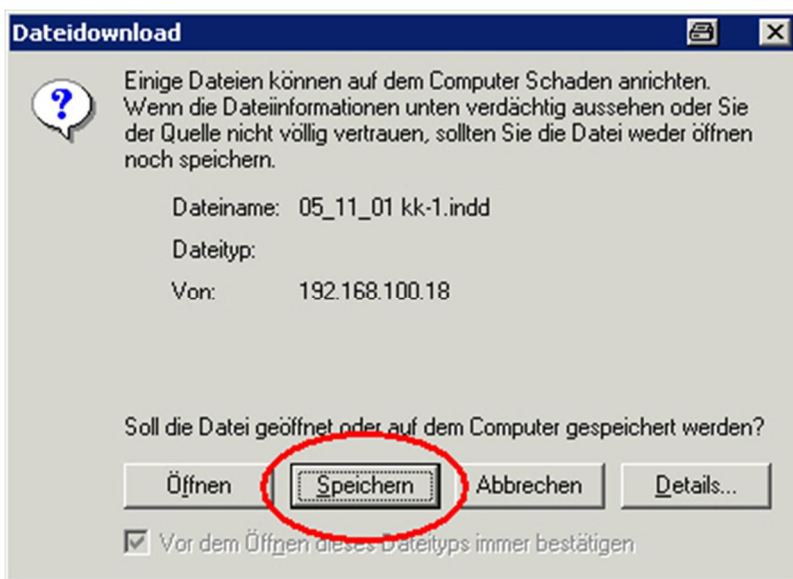 Dateidownload
Einige Dateien können auf dem Computer Schaden anrichten.
Wenn die Dateiinformationen unten verdächtig aussehen oder Sie
der Quelle nicht völlig vertrauen, sollten Sie die Datei weder öffnen
noch speichern.
Dateiname: 05_11_01 kk-1.indd
Dateityp:
Von: 192.168.100.18
Soll die Datei geöffnet oder auf dem Computer gespeichert werden?
Öffnen Speichern Abbrechen Details...
Vor dem Öffnen dieses Dateityps immer bestätigen